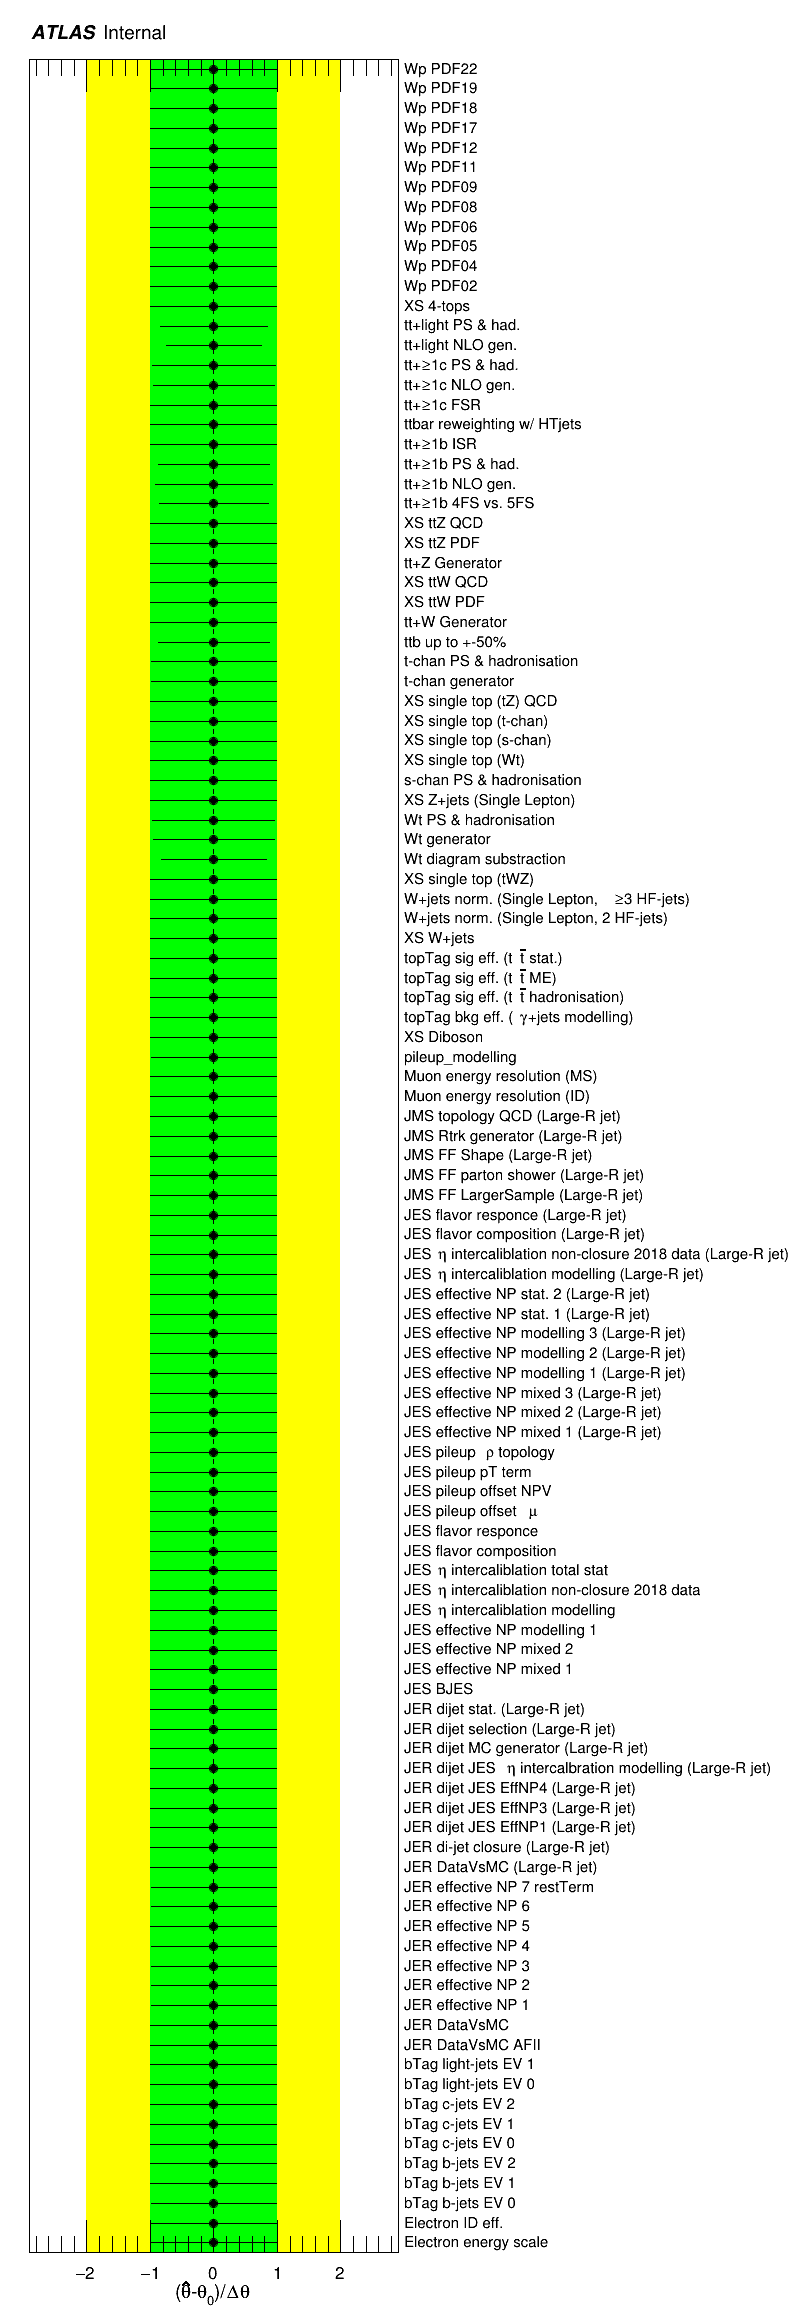 ATLAS Internal
Wp PDF22
Wp PDF19
Wp PDF18
Wp PDF17
Wp PDF12
Wp PDF11
Wp PDF09
Wp PDF08
Wp PDF06
Wp PDF05
Wp PDF04
Wp PDF02
XS 4-tops
tt+light PS & had.
tt+light NLO gen.
tt+≥1c PS & had.
tt+≥1c NLO gen.
tt+≥1c FSR
ttbar reweighting w/ HTjets
tt+≥1b ISR
tt+≥1b PS & had.
tt+≥1b NLO gen.
tt+≥1b 4FS vs. 5FS
XS ttZ QCD
XS ttZ PDF
tt+Z Generator
XS ttW QCD
XS ttW PDF
tt+W Generator
ttb up to +-50%
t-chan PS & hadronisation
t-chan generator
XS single top (tZ) QCD
XS single top (t-chan)
XS single top (s-chan)
XS single top (Wt)
s-chan PS & hadronisation
XS Z+jets (Single Lepton)
Wt PS & hadronisation
Wt generator
Wt diagram substraction
XS single top (tWZ)
W+jets norm. (Single Lepton, ≥3 HF-jets)
W+jets norm. (Single Lepton, 2 HF-jets)
XS W+jets
topTag sig eff. (t t̄ stat.)
topTag sig eff. (t t̄ ME)
topTag sig eff. (t t̄ hadronisation)
topTag bkg eff. ( γ+jets modelling)
XS Diboson
pileup_modelling
Muon energy resolution (MS)
Muon energy resolution (ID)
JMS topology QCD (Large-R jet)
JMS Rtrk generator (Large-R jet)
JMS FF Shape (Large-R jet)
JMS FF parton shower (Large-R jet)
JMS FF LargerSample (Large-R jet)
JES flavor responce (Large-R jet)
JES flavor composition (Large-R jet)
JES η intercaliblation non-closure 2018 data (Large-R jet)
JES η intercaliblation modelling (Large-R jet)
JES effective NP stat. 2 (Large-R jet)
JES effective NP stat. 1 (Large-R jet)
JES effective NP modelling 3 (Large-R jet)
JES effective NP modelling 2 (Large-R jet)
JES effective NP modelling 1 (Large-R jet)
JES effective NP mixed 3 (Large-R jet)
JES effective NP mixed 2 (Large-R jet)
JES effective NP mixed 1 (Large-R jet)
JES pileup ρ topology
JES pileup pT term
JES pileup offset NPV
JES pileup offset μ
JES flavor responce
JES flavor composition
JES η intercaliblation total stat
JES η intercaliblation non-closure 2018 data
JES η intercaliblation modelling
JES effective NP modelling 1
JES effective NP mixed 2
JES effective NP mixed 1
JES BJES
JER dijet stat. (Large-R jet)
JER dijet selection (Large-R jet)
JER dijet MC generator (Large-R jet)
JER dijet JES η intercalbration modelling (Large-R jet)
JER dijet JES EffNP4 (Large-R jet)
JER dijet JES EffNP3 (Large-R jet)
JER dijet JES EffNP1 (Large-R jet)
JER di-jet closure (Large-R jet)
JER DataVsMC (Large-R jet)
JER effective NP 7 restTerm
JER effective NP 6
JER effective NP 5
JER effective NP 4
JER effective NP 3
JER effective NP 2
JER effective NP 1
JER DataVsMC
JER DataVsMC AFII
bTag light-jets EV 1
bTag light-jets EV 0
bTag c-jets EV 2
bTag c-jets EV 1
bTag c-jets EV 0
bTag b-jets EV 2
bTag b-jets EV 1
bTag b-jets EV 0
Electron ID eff.
Electron energy scale
−2 −1 0 1 2
(θ̂-θ₀)/Δθ